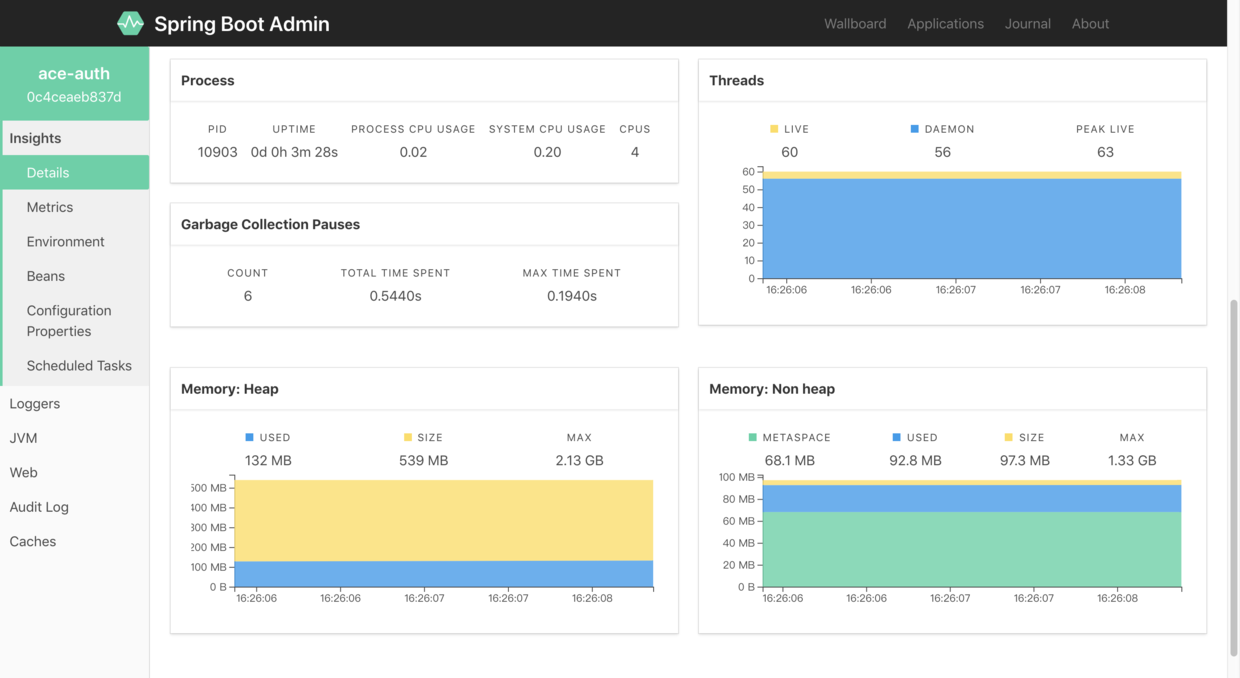 Spring Boot Admin
Wallboard Applications Journal About
ace-auth
0c4ceaeb837d
Insights
Details
Metrics
Environment
Beans
Configuration
Properties
Scheduled Tasks
Loggers
JVM
Web
Audit Log
Caches
Process
PID UPTIME PROCESS CPU USAGE SYSTEM CPU USAGE CPUS
10903 0d 0h 3m 28s 0.02 0.20 4
Garbage Collection Pauses
COUNT TOTAL TIME SPENT MAX TIME SPENT
6 0.5440s 0.1940s
Threads
LIVE DAEMON PEAK LIVE
60 56 63
60
50
40
30
20
10
0
16:26:06 16:26:06 16:26:07 16:26:07 16:26:08
Memory: Heap
USED SIZE MAX
132 MB 539 MB 2.13 GB
500 MB
400 MB
300 MB
200 MB
100 MB
0 B
16:26:06 16:26:06 16:26:07 16:26:07 16:26:08
Memory: Non heap
METASPACE USED SIZE MAX
68.1 MB 92.8 MB 97.3 MB 1.33 GB
100 MB
80 MB
60 MB
40 MB
20 MB
0 B
16:26:06 16:26:06 16:26:07 16:26:07 16:26:08